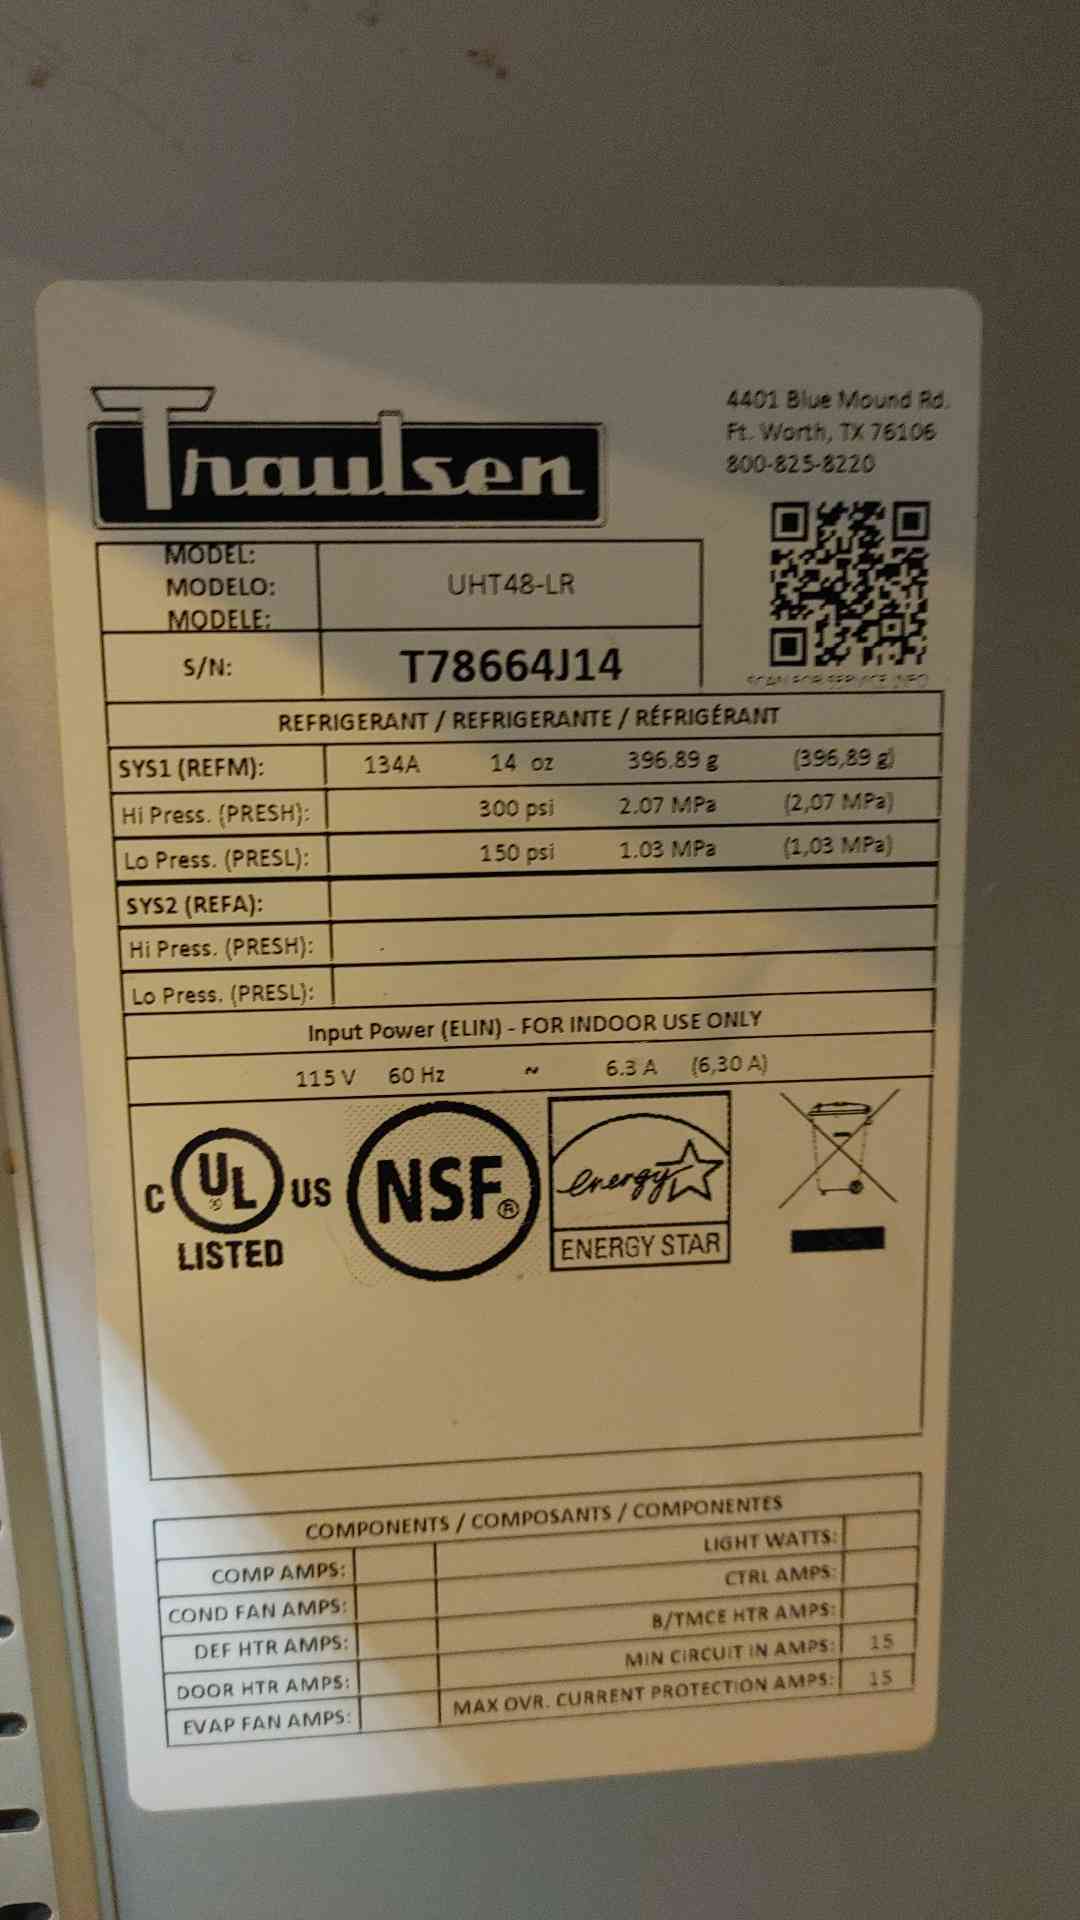 Traulsen
4401 Blue Mound Rd.
Ft. Worth, TX 76106
800-825-8220
MODEL:
MODELO:
MODELE:
UHT48-LR
S/N:
T78664J14
SCAN FOR SERVICE INFO
REFRIGERANT / REFRIGERANTE / RÉFRIGÉRANT
SYS1 (REFM): 134A 14 oz 396.89 g (396,89 g)
Hi Press. (PRESH): 300 psi 2.07 MPa (2,07 MPa)
Lo Press. (PRESL): 150 psi 1.03 MPa (1,03 MPa)
SYS2 (REFA):
Hi Press. (PRESH):
Lo Press. (PRESL):
Input Power (ELIN) - FOR INDOOR USE ONLY
115 V 60 Hz ~ 6.3 A (6,30 A)
C UL ® US
LISTED
NSF®
energy
ENERGY STAR
COMPONENTS / COMPOSANTS / COMPONENTES
COMP AMPS: LIGHT WATTS:
COND FAN AMPS: CTRL AMPS:
DEF HTR AMPS: B/TMCE HTR AMPS:
DOOR HTR AMPS: MIN CIRCUIT IN AMPS: 15
EVAP FAN AMPS: MAX OVR. CURRENT PROTECTION AMPS: 15